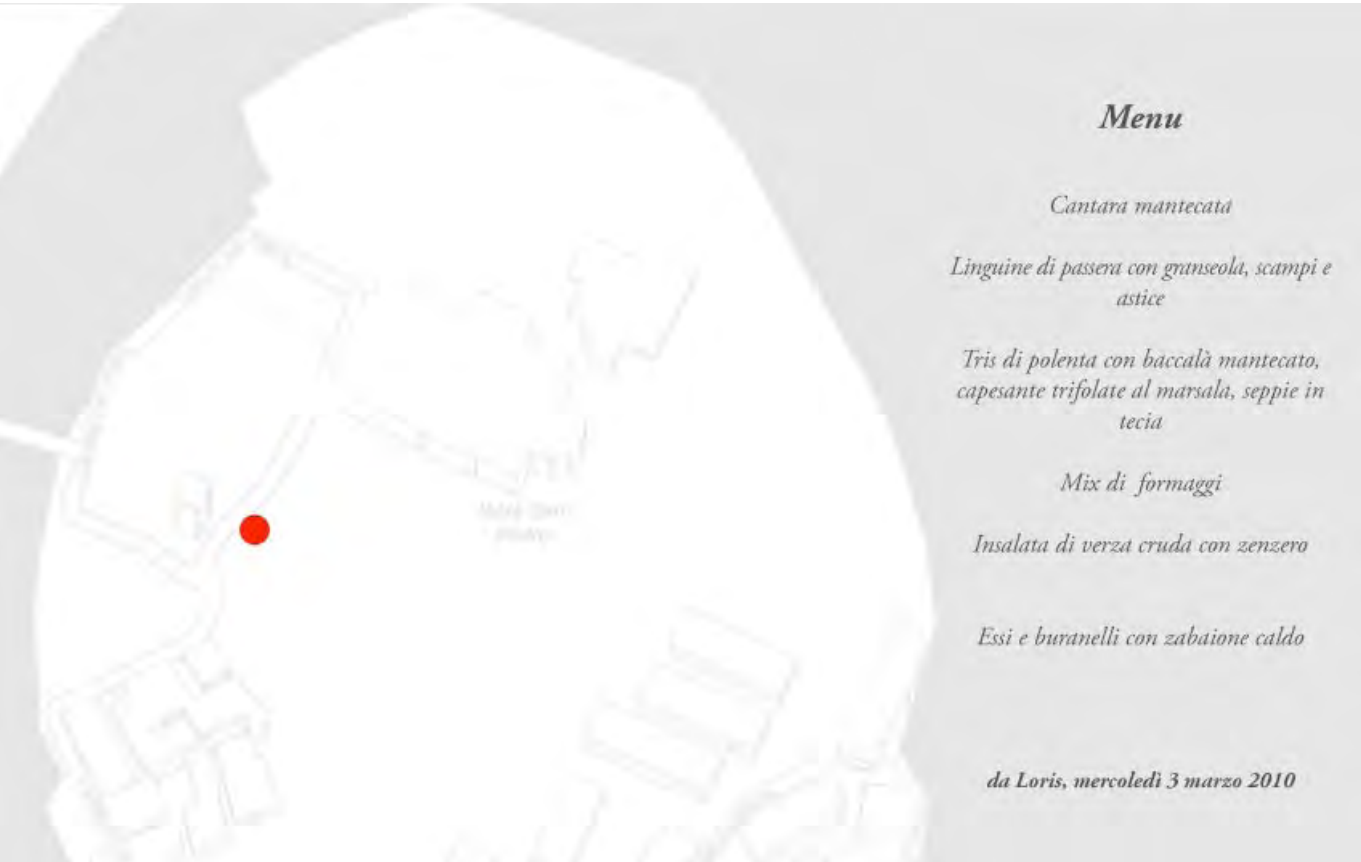 Menu
Cantara mantecata
Linguine di passera con granseola, scampi e
astice
Tris di polenta con baccalà mantecato,
capesante trifolate al marsala, seppie in
tecia
Mix di formaggi
Insalata di verza cruda con zenzero
Essi e buranelli con zabaione caldo
da Loris, mercoledì 3 marzo 2010